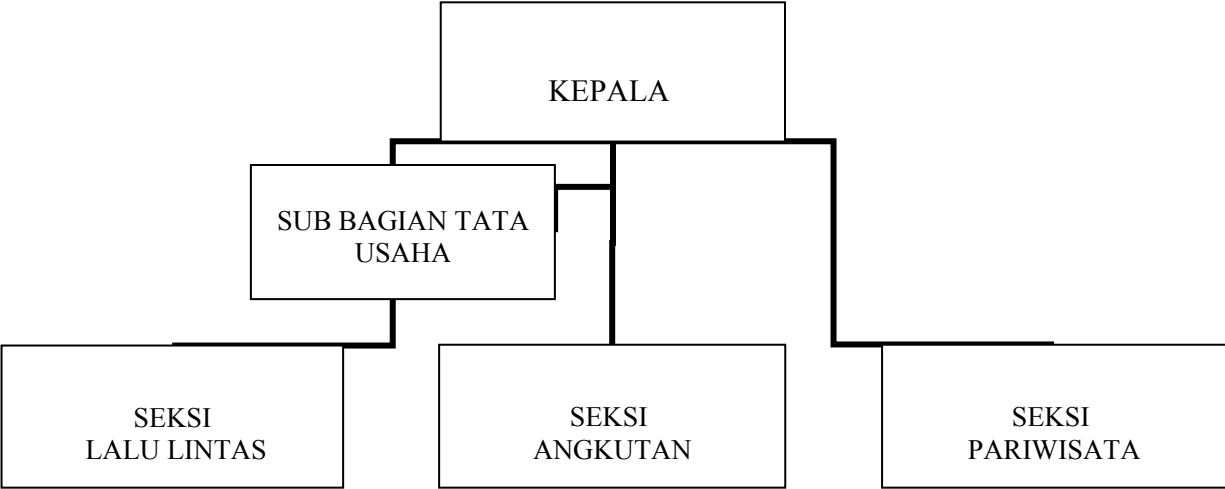 KEPALA
SUB BAGIAN TATA
USAHA
SEKSI
LALU LINTAS
SEKSI
ANGKUTAN
SEKSI
PARIWISATA